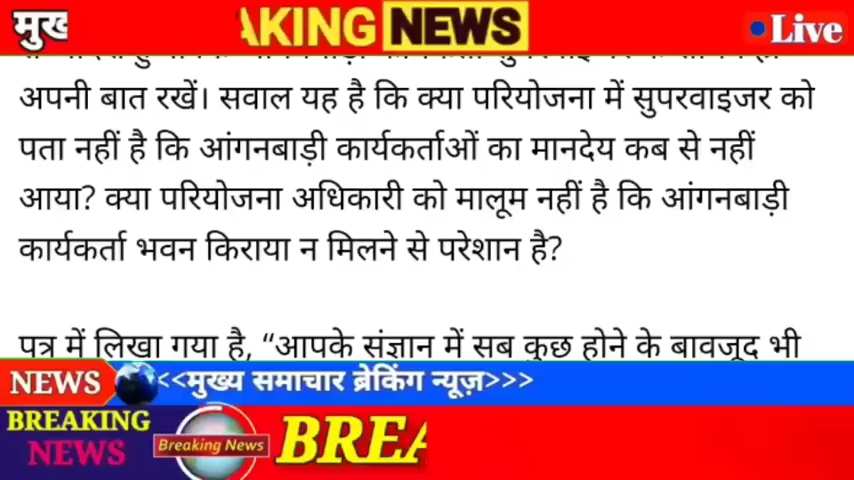 मुख
AKING NEWS
Live
अपनी बात रखें। सवाल यह है कि क्या परियोजना में सुपरवाइजर को
पता नहीं है कि आंगनबाड़ी कार्यकर्ताओं का मानदेय कब से नहीं
आया? क्या परियोजना अधिकारी को मालूम नहीं है कि आंगनबाड़ी
कार्यकर्ता भवन किराया न मिलने से परेशान है?
पत्र में लिखा गया है, “आपके संज्ञान में सब कुछ होने के बावजूद भी
NEWS <<मुख्य समाचार ब्रेकिंग न्यूज़>>>
BREAKING
NEWS
Breaking News
BREA